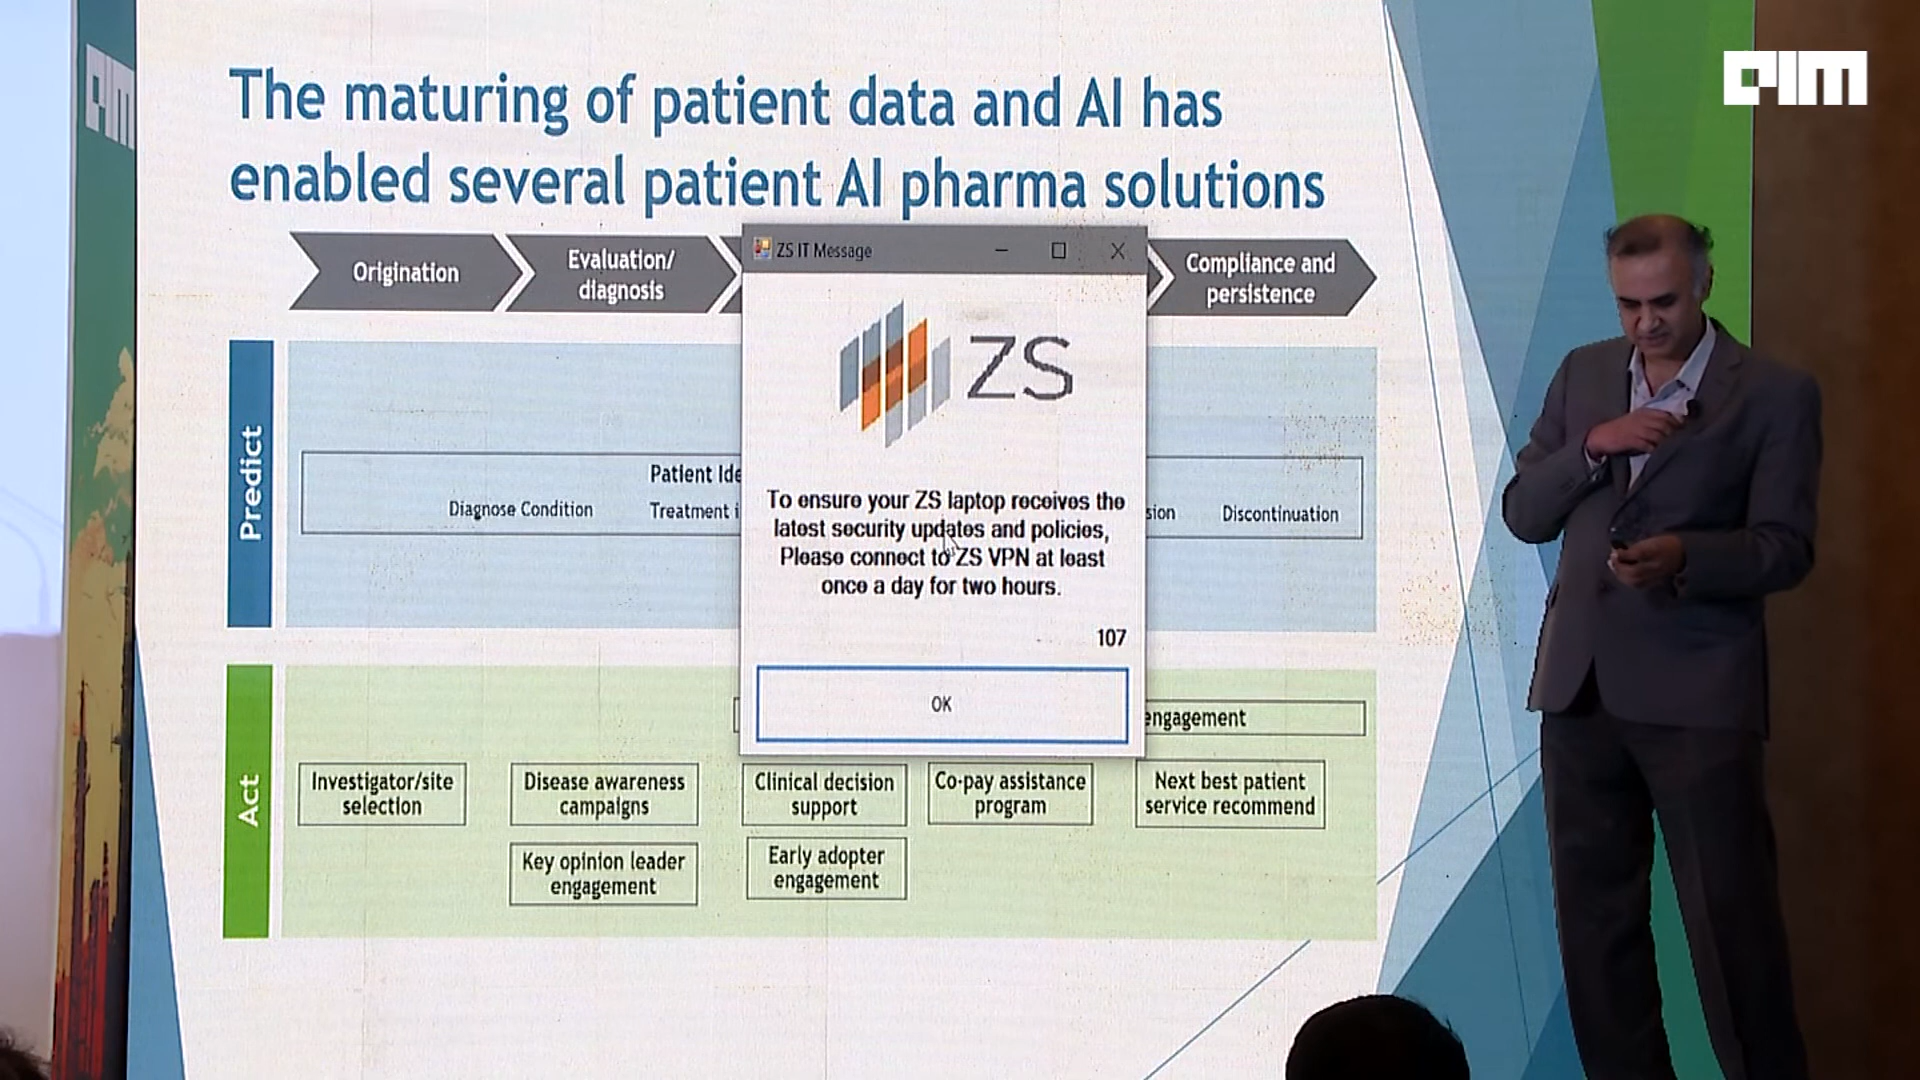 AIM
The maturing of patient data and AI has
enabled several patient AI pharma solutions
Origination
Evaluation/
diagnosis
Compliance and
persistence
ZS IT Message
ZS
To ensure your ZS laptop receives the
latest security updates and policies,
Please connect to ZS VPN at least
once a day for two hours.
107
OK
Predict
Patient Ide
Diagnose Condition
Treatment i
sion
Discontinuation
Act
engagement
Investigator/site
selection
Disease awareness
campaigns
Clinical decision
support
Co-pay assistance
program
Next best patient
service recommend
Key opinion leader
engagement
Early adopter
engagement